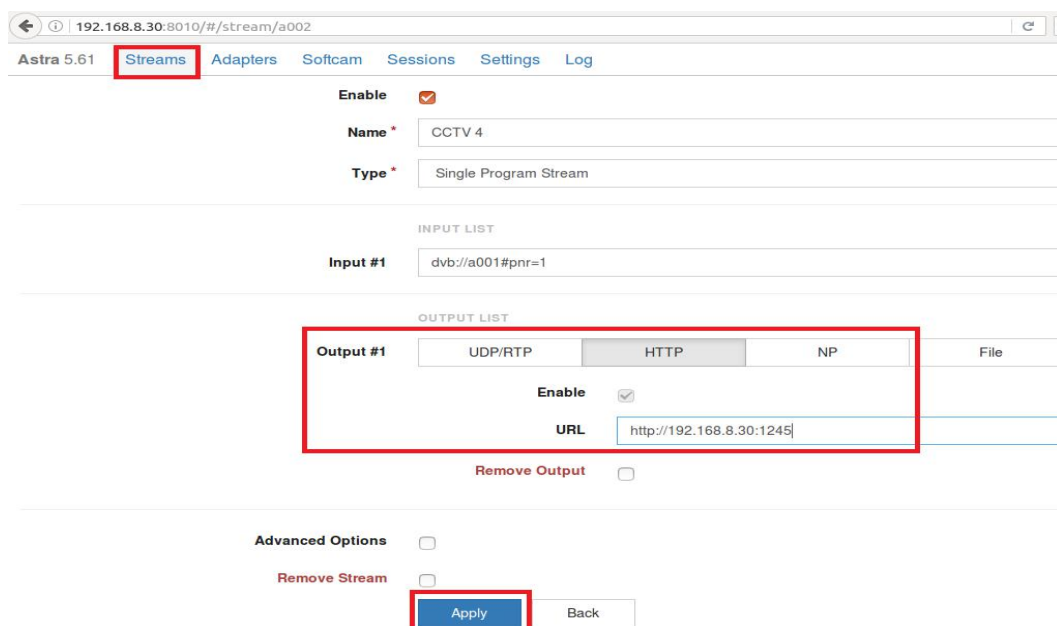 192.168.8.30:8010/#/stream/a002
Astra 5.61 Streams Adapters Softcam Sessions Settings Log
Enable
Name * CCTV 4
Type * Single Program Stream
INPUT LIST
Input #1 dvb://a001#pnr=1
OUTPUT LIST
Output #1 UDP/RTP HTTP NP File
Enable
URL http://192.168.8.30:1245
Remove Output
Advanced Options
Remove Stream
Apply Back